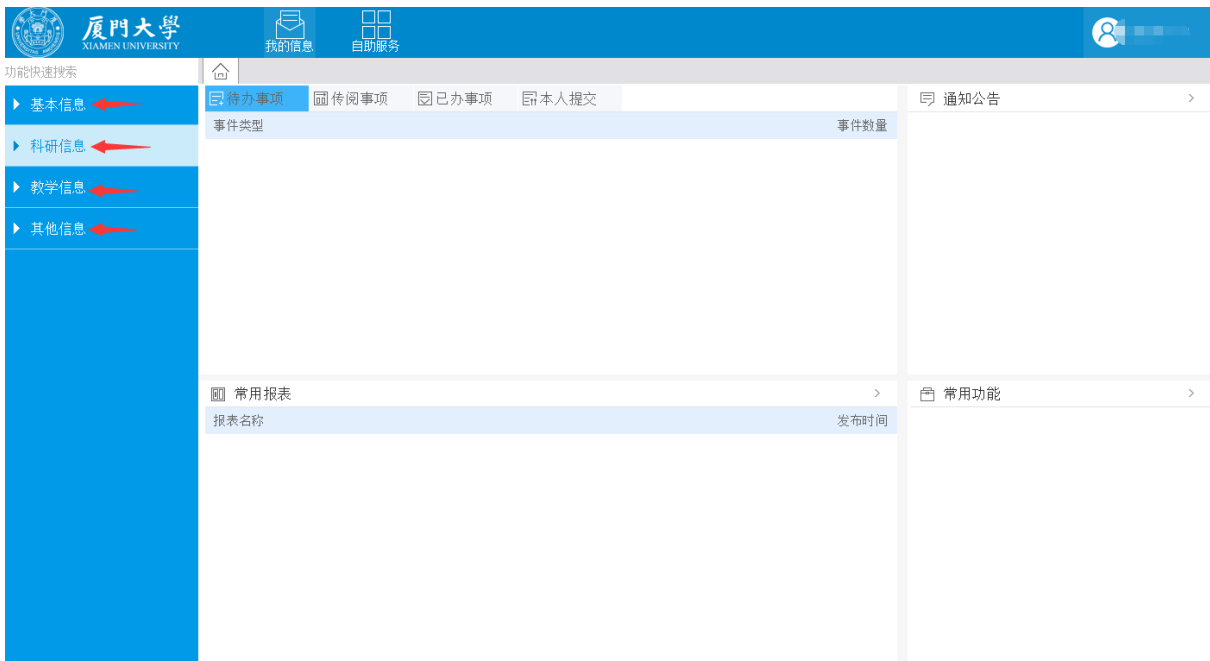 厦門大學
XIAMEN UNIVERSITY
我的信息
自助服务
功能快速搜索
基本信息
科研信息
教学信息
其他信息
待办事项 传阅事项 已办事项 本人提交
事件类型 事件数量
通知公告
常用报表
报表名称 发布时间
常用功能